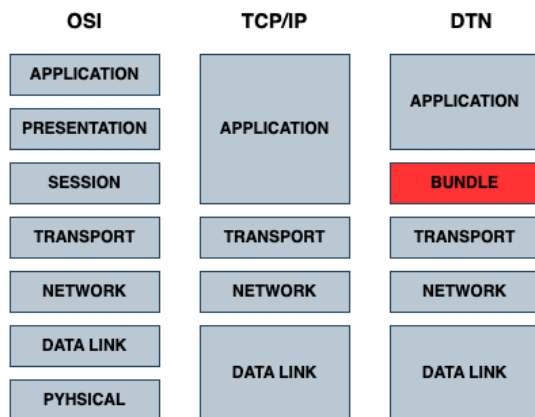 OSI
TCP/IP
DTN
APPLICATION
PRESENTATION
SESSION
TRANSPORT
NETWORK
DATA LINK
PYHSICAL
APPLICATION
TRANSPORT
NETWORK
DATA LINK
APPLICATION
BUNDLE
TRANSPORT
NETWORK
DATA LINK